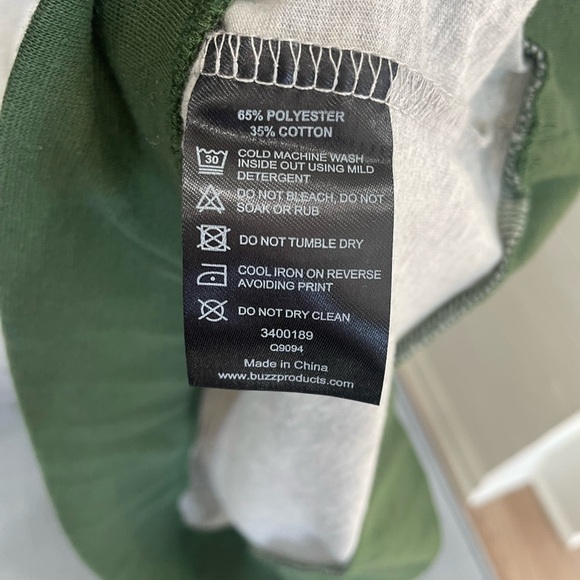 65% POLYESTER
35% COTTON
30
COLD MACHINE WASH
INSIDE OUT USING MILD
DETERGENT
DO NOT BLEACH, DO NOT
SOAK OR RUB
DO NOT TUMBLE DRY
COOL IRON ON REVERSE
AVOIDING PRINT
DO NOT DRY CLEAN
3400189
Q9094
Made in China
www.buzzproducts.com